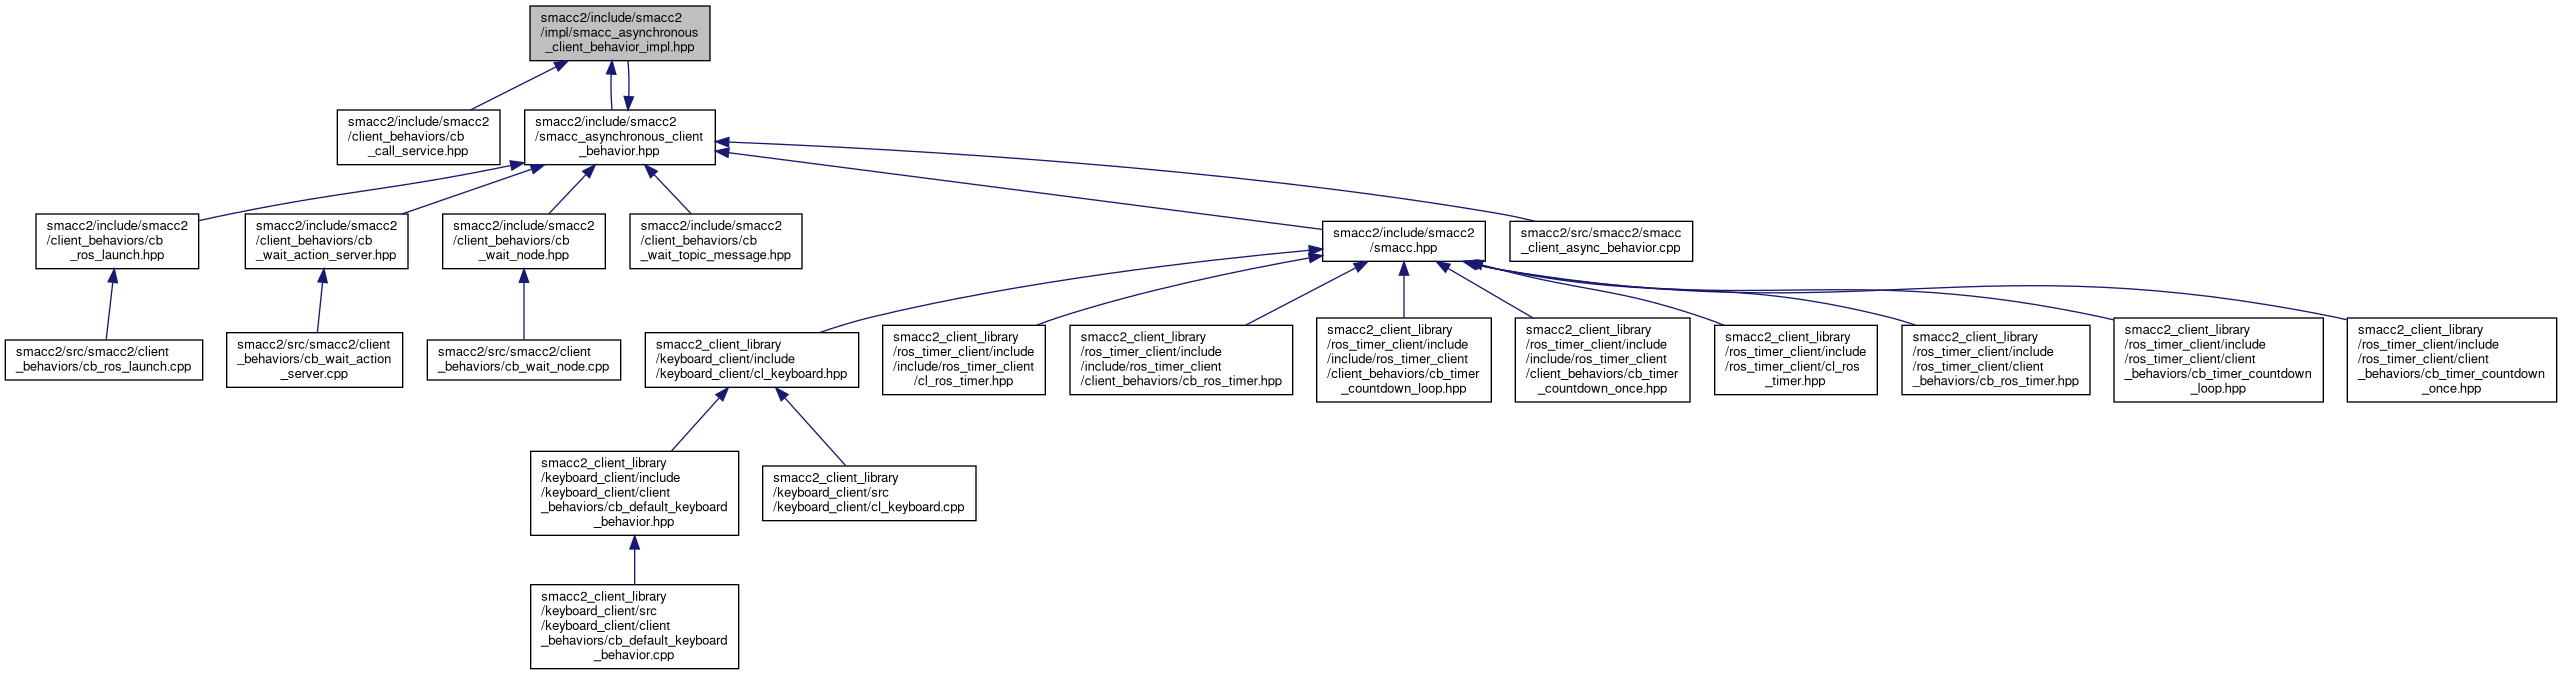 smacc2/include/smacc2
/impl/smacc_asynchronous
_client_behavior_impl.hpp
smacc2/include/smacc2
/client_behaviors/cb
_call_service.hpp
smacc2/include/smacc2
/smacc_asynchronous_client
_behavior.hpp
smacc2/include/smacc2
/client_behaviors/cb
_ros_launch.hpp
smacc2/include/smacc2
/client_behaviors/cb
_wait_action_server.hpp
smacc2/include/smacc2
/client_behaviors/cb
_wait_node.hpp
smacc2/include/smacc2
/client_behaviors/cb
_wait_topic_message.hpp
smacc2/include/smacc2
/smacc.hpp
smacc2/src/smacc2/smacc
_client_async_behavior.cpp
smacc2/src/smacc2/client
_behaviors/cb_ros_launch.cpp
smacc2/src/smacc2/client
_behaviors/cb_wait_action
_server.cpp
smacc2/src/smacc2/client
_behaviors/cb_wait_node.cpp
smacc2_client_library
/keyboard_client/include
/keyboard_client/cl_keyboard.hpp
smacc2_client_library
/ros_timer_client/include
/include/ros_timer_client
/cl_ros_timer.hpp
smacc2_client_library
/ros_timer_client/include
/include/ros_timer_client
/client_behaviors/cb_ros_timer.hpp
smacc2_client_library
/ros_timer_client/include
/include/ros_timer_client
/client_behaviors/cb_timer
_countdown_loop.hpp
smacc2_client_library
/ros_timer_client/include
/include/ros_timer_client
/client_behaviors/cb_timer
_countdown_once.hpp
smacc2_client_library
/ros_timer_client/include
/ros_timer_client/cl_ros
_timer.hpp
smacc2_client_library
/ros_timer_client/include
/ros_timer_client/client
_behaviors/cb_ros_timer.hpp
smacc2_client_library
/ros_timer_client/include
/ros_timer_client/client
_behaviors/cb_timer_countdown
_loop.hpp
smacc2_client_library
/ros_timer_client/include
/ros_timer_client/client
_behaviors/cb_timer_countdown
_once.hpp
smacc2_client_library
/keyboard_client/include
/keyboard_client/client
_behaviors/cb_default_keyboard
_behavior.hpp
smacc2_client_library
/keyboard_client/src
/keyboard_client/cl_keyboard.cpp
smacc2_client_library
/keyboard_client/src
/keyboard_client/client
_behaviors/cb_default_keyboard
_behavior.cpp